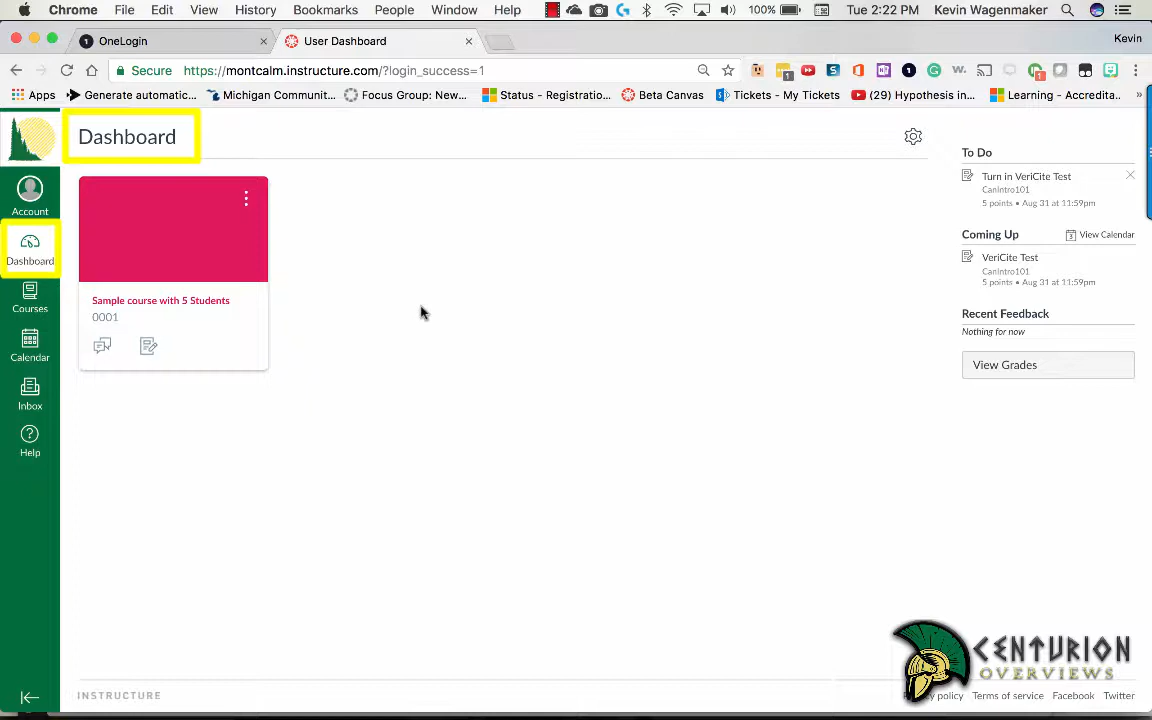 Chrome File Edit View History Bookmarks People Window Help 100% Tue 2:22 PM Kevin Wagenmaker
OneLogin User Dashboard Kevin
Secure https://montcalm.instructure.com/?login_success=1
Apps Generate automatic... Michigan Communit... Focus Group: New... Status - Registratio... Beta Canvas Tickets - My Tickets (29) Hypothesis in... Learning - Accredita.. »
Dashboard
Account
Dashboard
Courses
Calendar
Inbox
Help
Sample course with 5 Students
0001
To Do
Turn in VeriCite Test
CanIntro101
5 points • Aug 31 at 11:59pm
Coming Up View Calendar
VeriCite Test
CanIntro101
5 points • Aug 31 at 11:59pm
Recent Feedback
Nothing for now
View Grades
CENTURION
OVERVIEWS
INSTRUCTURE
policy Terms of service Facebook Twitter